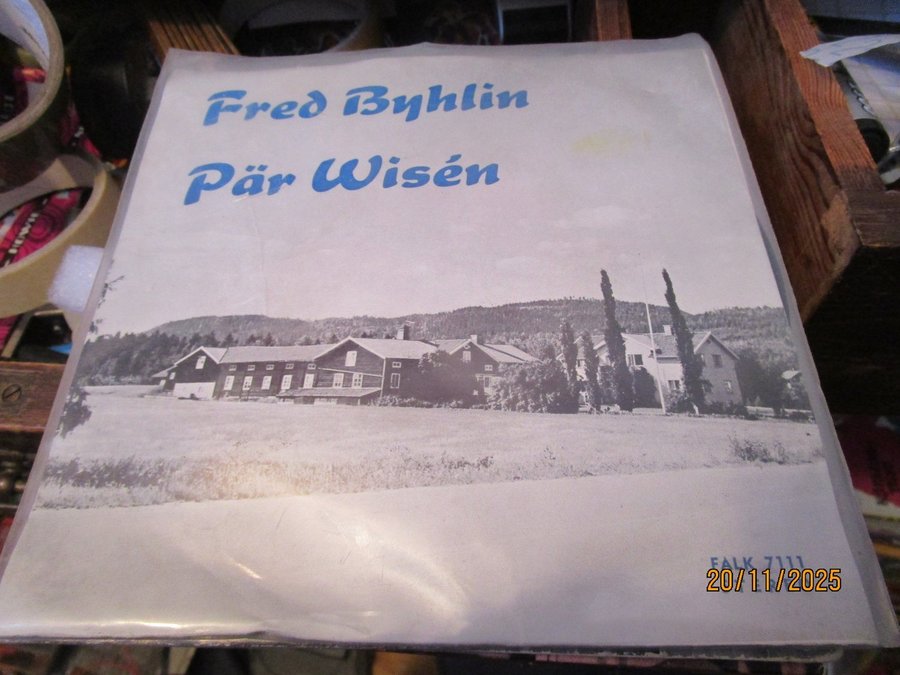 Fred Byhlin
Pär Wisén
FALK 7111
20/11/2025